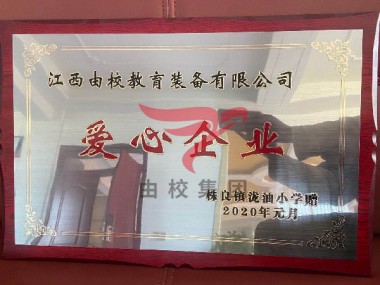 江西由校教育装备有限公司
爱心企业
由校集团
栋良镇泷油小学赠
2020年元月